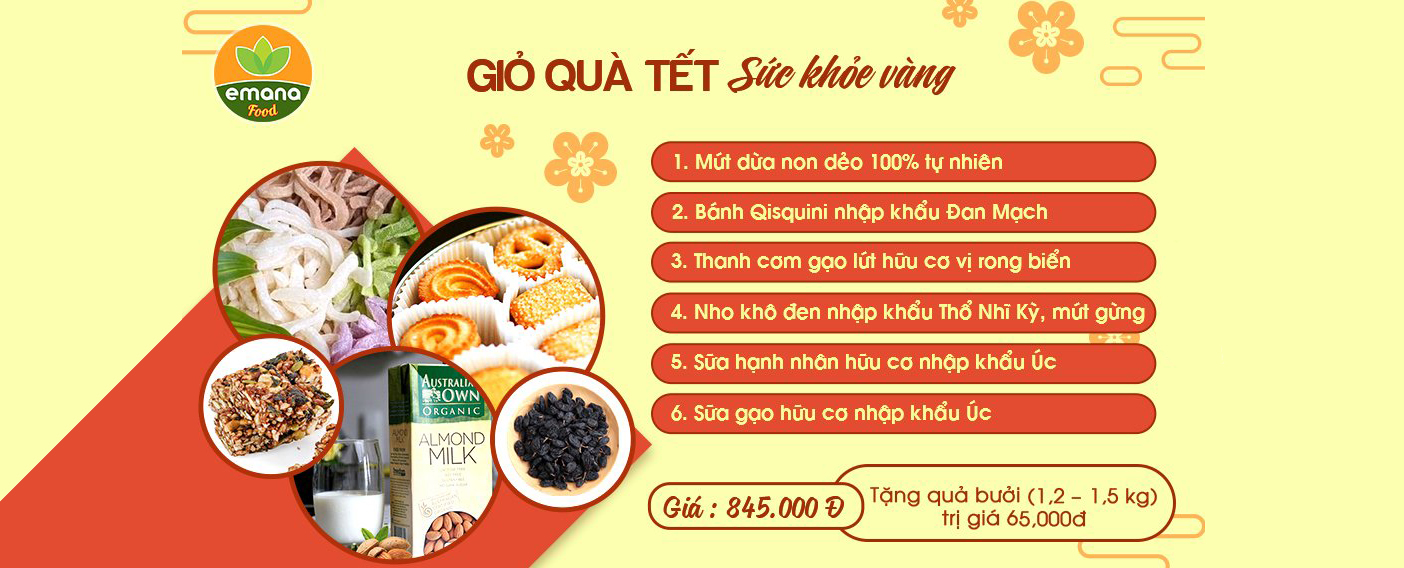 emana
Food
GIỎ QUÀ TẾT Sức khỏe vàng
1. Mứt dừa non dẻo 100% tự nhiên
2. Bánh Qisquini nhập khẩu Đan Mạch
3. Thanh cơm gạo lứt hữu cơ vị rong biển
4. Nho khô đen nhập khẩu Thổ Nhĩ Kỳ, mứt gừng
5. Sữa hạnh nhân hữu cơ nhập khẩu Úc
6. Sữa gạo hữu cơ nhập khẩu Úc
AUSTRALIA'S
OWN
ORGANIC
ALMOND
MILK
Giá : 845.000 Đ
Tặng quả bưởi (1,2 – 1,5 kg)
trị giá 65,000đ